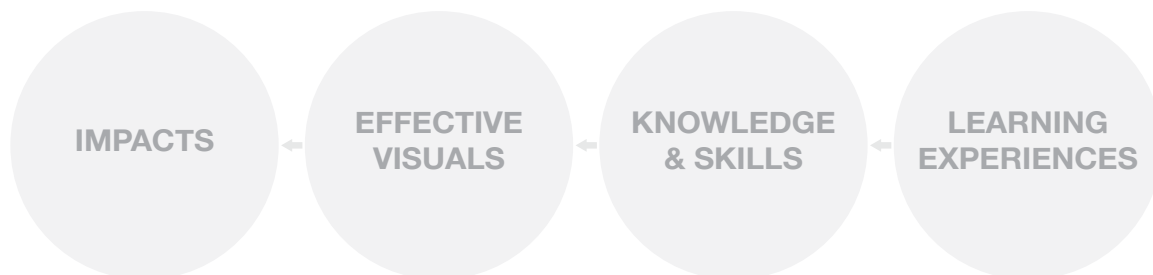 IMPACTS
EFFECTIVE
VISUALS
KNOWLEDGE
& SKILLS
LEARNING
EXPERIENCES